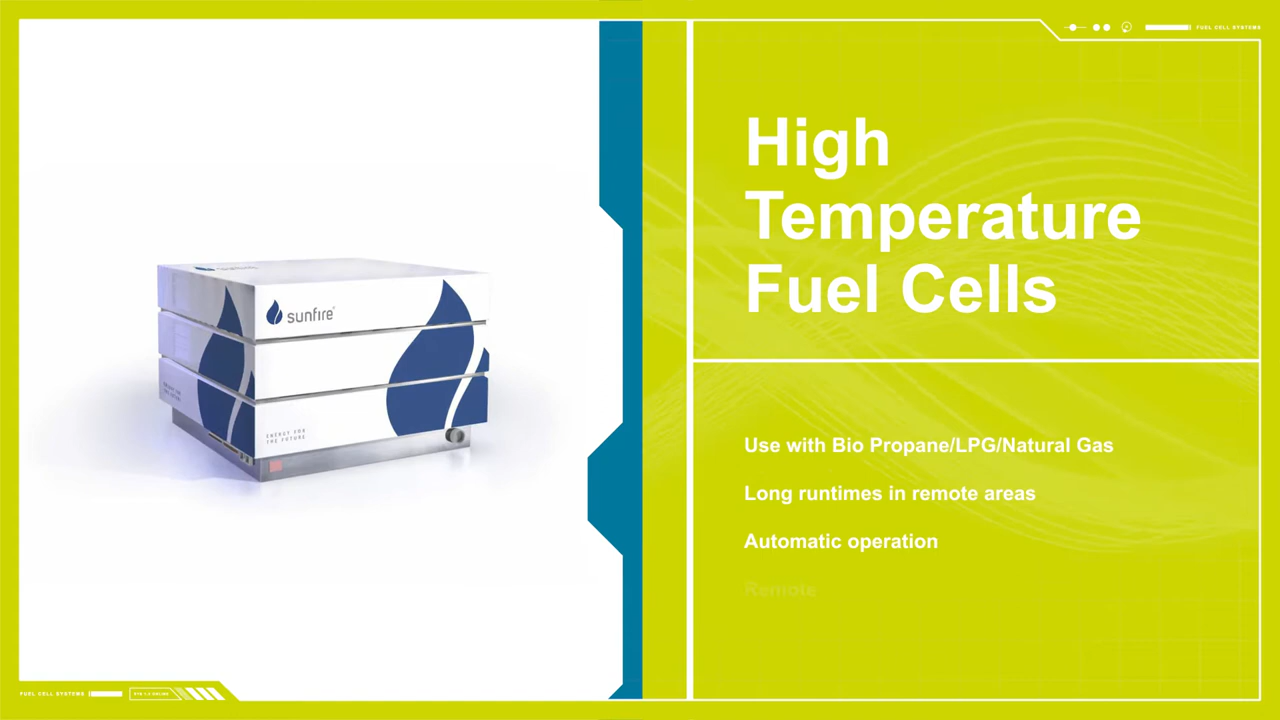 FUEL CELL SYSTEMS
High
Temperature
Fuel Cells
sunfire
ENERGY FOR
THE FUTURE
Use with Bio Propane/LPG/Natural Gas
Long runtimes in remote areas
Automatic operation
Remote
FUEL CELL SYSTEMS